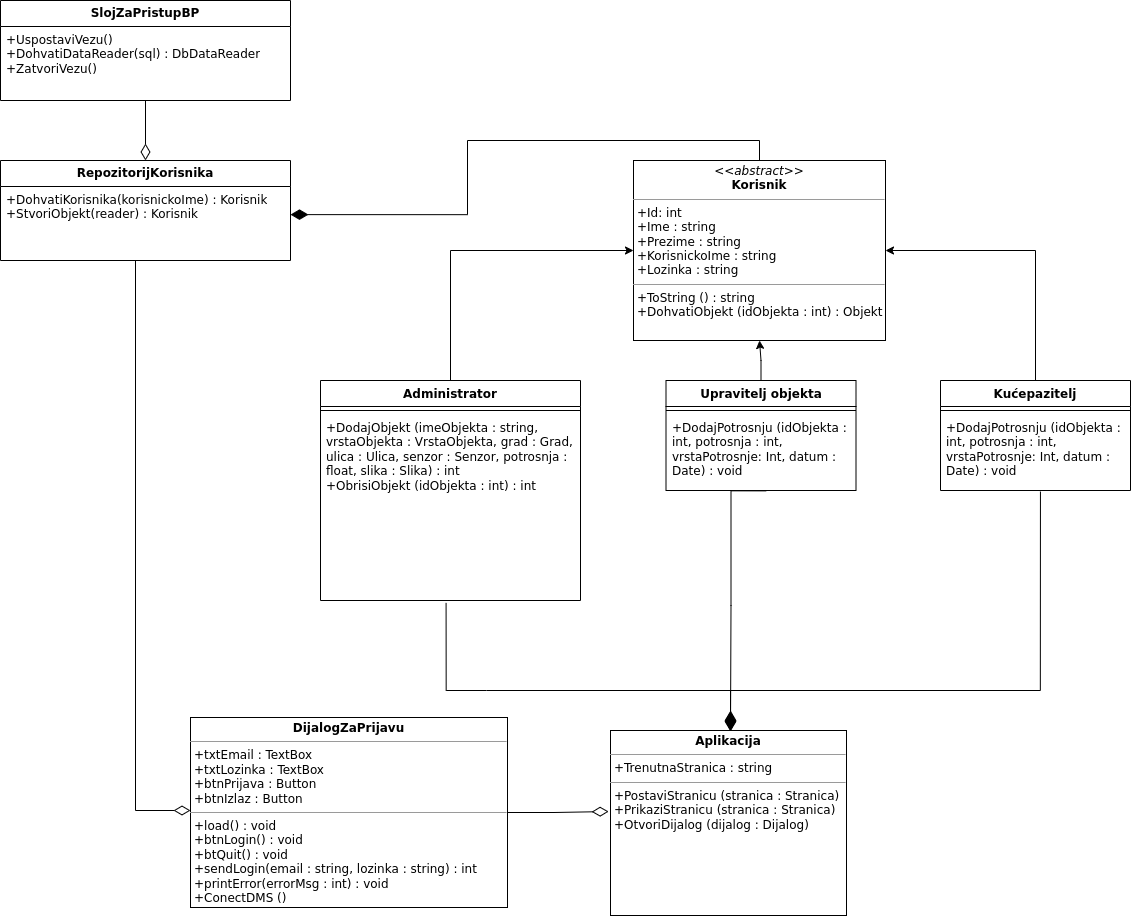 SlojZaPristupBP
+UspostaviVezu()
+DohvatiDataReader(sql) : DbDataReader
+ZatvoriVezu()
RepozitorijKorisnika
+DohvatiKorisnika(korisnickoIme) : Korisnik
+StvoriObjekt(reader) : Korisnik
<<abstract>>
Korisnik
+Id: int
+Ime : string
+Prezime : string
+KorisnickoIme : string
+Lozinka : string
+ToString () : string
+DohvatiObjekt (idObjekta : int) : Objekt
Administrator
+DodajObjekt (imeObjekta : string,
vrstaObjekta : VrstaObjekta, grad : Grad,
ulica : Ulica, senzor : Senzor, potrosnja :
float, slika : Slika) : int
+ObrisiObjekt (idObjekta : int) : int
Upravitelj objekta
+DodajPotrosnju (idObjekta :
int, potrosnja : int,
vrstaPotrosnje: Int, datum :
Date) : void
Kućepazitelj
+DodajPotrosnju (idObjekta :
int, potrosnja : int,
vrstaPotrosnje: Int, datum :
Date) : void
DijalogZaPrijavu
+txtEmail : TextBox
+txtLozinka : TextBox
+btnPrijava : Button
+btnIzlaz : Button
+load() : void
+btnLogin() : void
+btQuit() : void
+sendLogin(email : string, lozinka : string) : int
+printError(errorMsg : int) : void
+ConectDMS ()
Aplikacija
+TrenutnaStranica : string
+PostaviStranicu (stranica : Stranica)
+PrikaziStranicu (stranica : Stranica)
+OtvoriDijalog (dijalog : Dijalog)